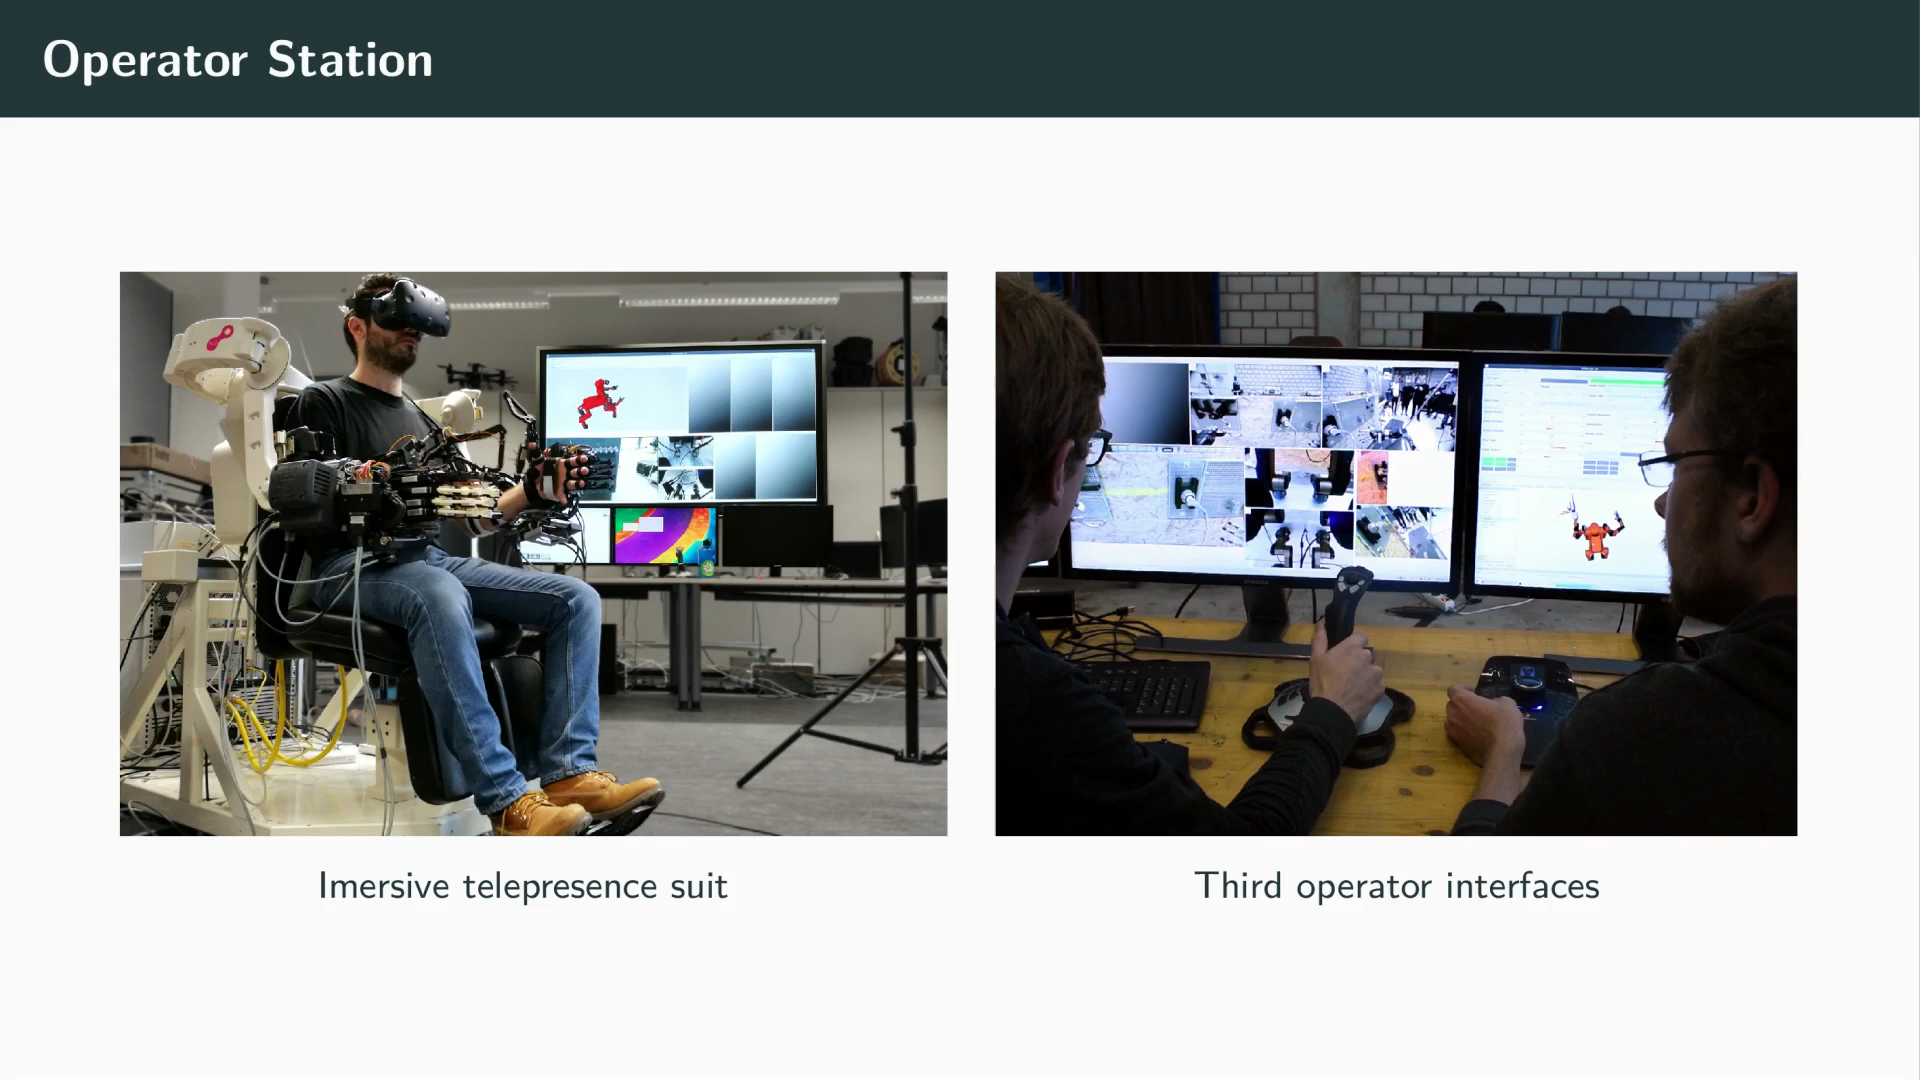 Operator Station
Imersive telepresence suit
Third operator interfaces